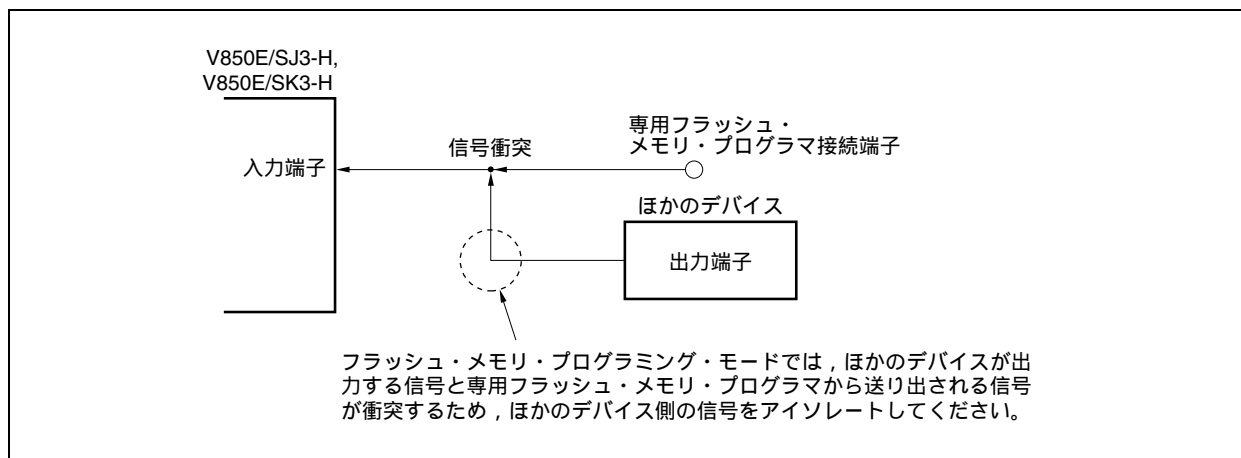 V850E/SJ3-H,
V850E/SK3-H
入力端子
信号衝突
専用フラッシュ・
メモリ・プログラマ接続端子
ほかのデバイス
出力端子
フラッシュ・メモリ・プログラミング・モードでは，ほかのデバイスが出
力する信号と専用フラッシュ・メモリ・プログラマから送り出される信号
が衝突するため，ほかのデバイス側の信号をアイソレートしてください。